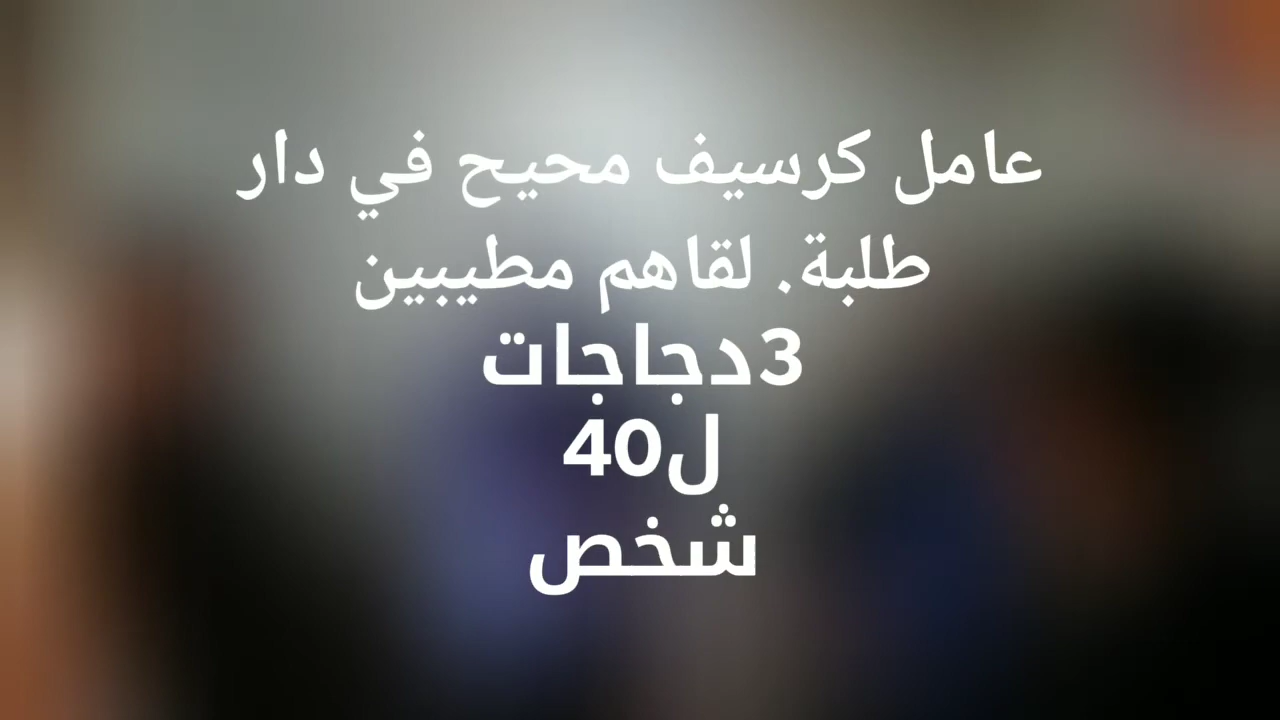 عامل كرسيف محيح في دار
طلبة. لقاهم مطيبين
3دجاجات
ل40
شخص